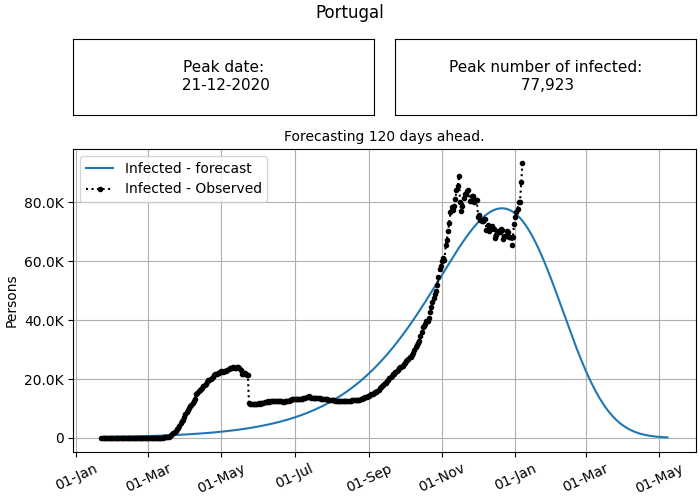 Portugal
Peak date:
21-12-2020
Peak number of infected:
77,923
Forecasting 120 days ahead.
Infected - forecast
Infected - Observed
80.0K
60.0K
40.0K
20.0K
0
Persons
01-Jan
01-Mar
01-May
01-Jul
01-Sep
01-Nov
01-Jan
01-Mar
01-May